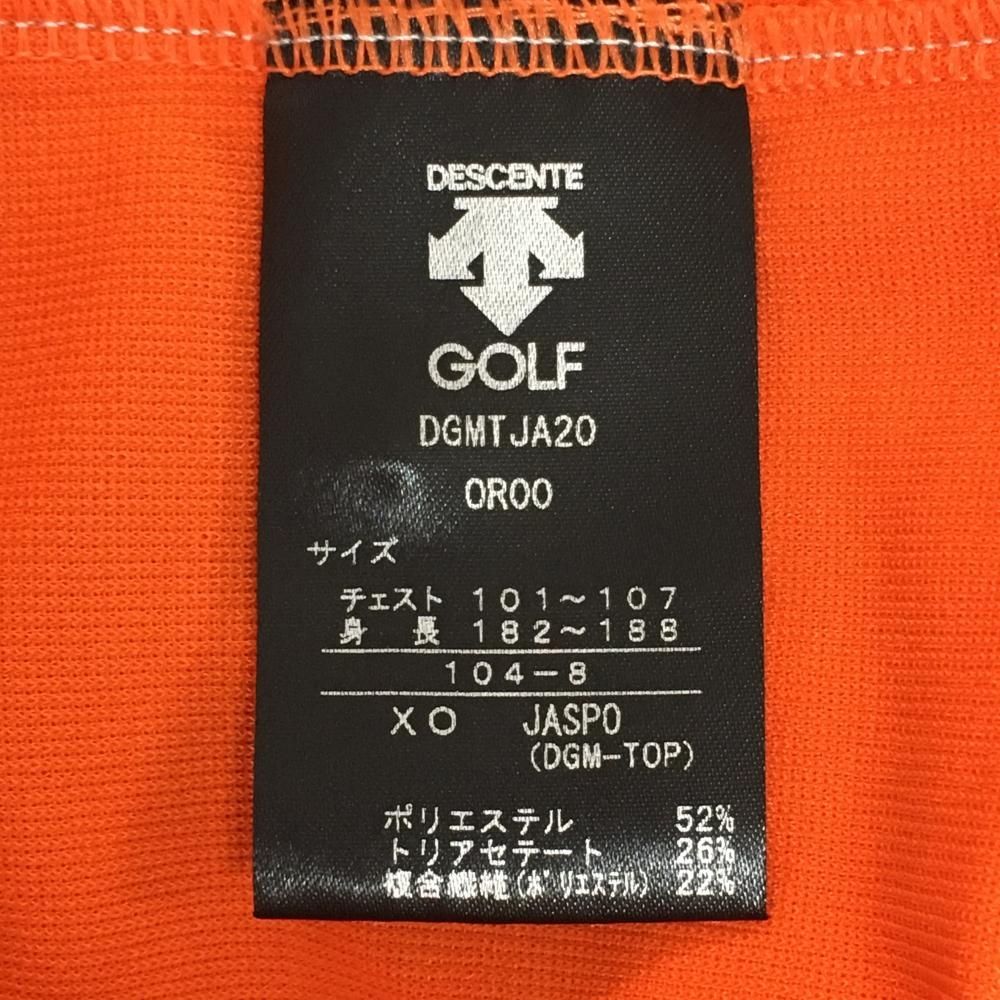 DESCENTE
GOLF
DGMTJA20
OR00
サイズ
チェスト 101～107
身長 182～188
104-8
XO JASPO
(DGM-TOP)
ポリエステル 52%
トリアセテート 26%
複合繊維(ポリエステル) 22%